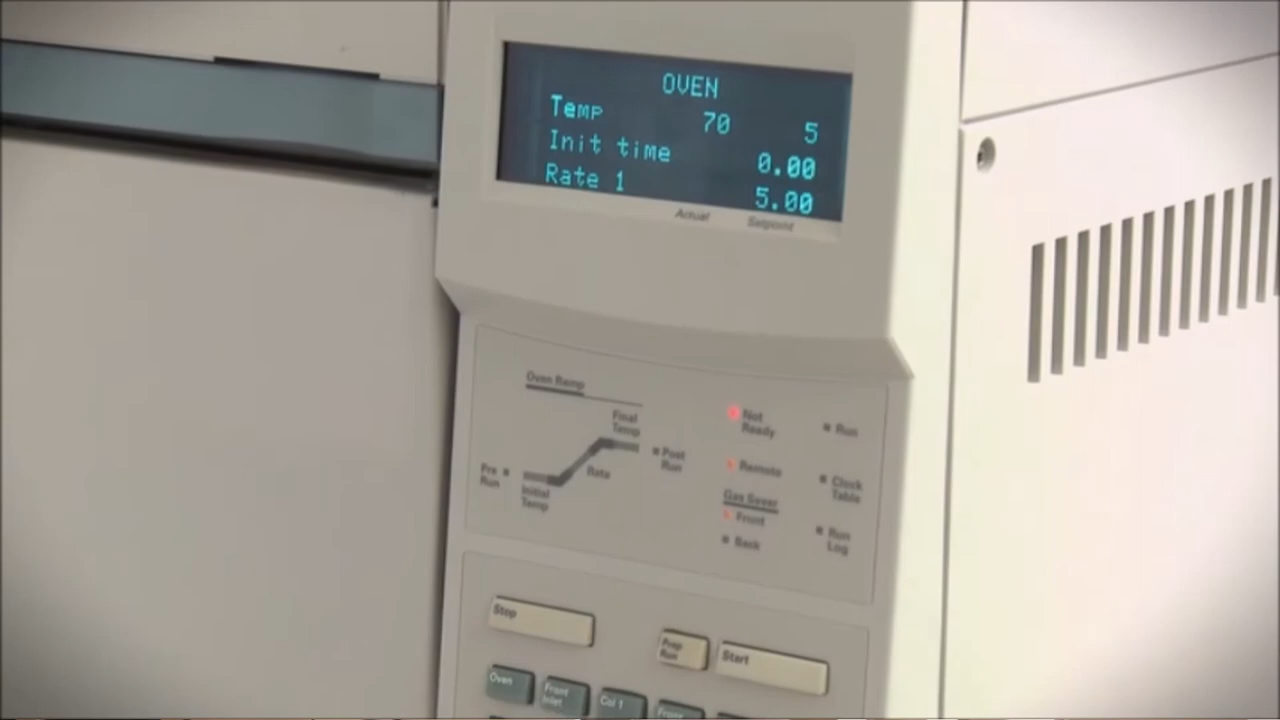 OVEN
Temp 70 5
Init time 0.00
Rate 1 5.00
Actual Setpoint
Oven Ramp
Final
Temp
Rate
Initial
Temp
Pre
Run
Post
Run
Not
Ready
Remote
Gas Saver
Front
Back
Run
Clock
Table
Run
Log
Stop
Prep
Run
Start
Oven
Front
Inlet
Col 1
Front